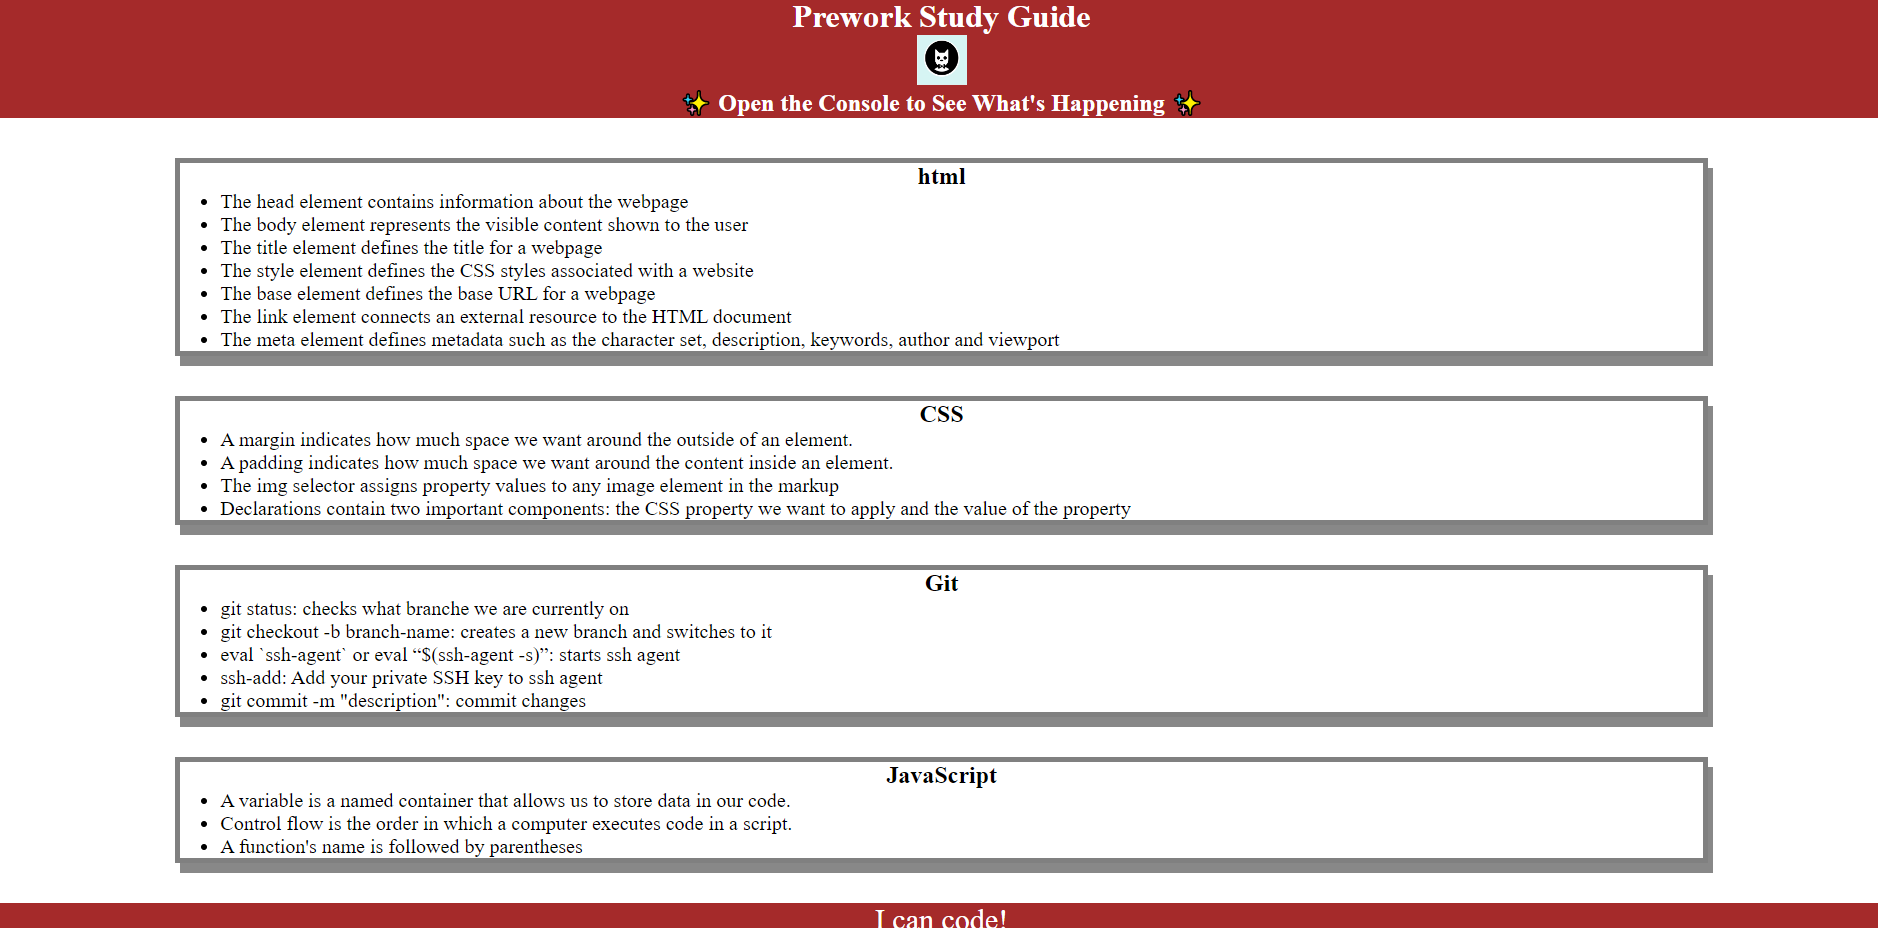 Prework Study Guide
✨ Open the Console to See What's Happening ✨
html
• The head element contains information about the webpage
• The body element represents the visible content shown to the user
• The title element defines the title for a webpage
• The style element defines the CSS styles associated with a website
• The base element defines the base URL for a webpage
• The link element connects an external resource to the HTML document
• The meta element defines metadata such as the character set, description, keywords, author and viewport
CSS
• A margin indicates how much space we want around the outside of an element.
• A padding indicates how much space we want around the content inside an element.
• The img selector assigns property values to any image element in the markup
• Declarations contain two important components: the CSS property we want to apply and the value of the property
Git
• git status: checks what branche we are currently on
• git checkout -b branch-name: creates a new branch and switches to it
• eval `ssh-agent` or eval “$(ssh-agent -s)”: starts ssh agent
• ssh-add: Add your private SSH key to ssh agent
• git commit -m "description": commit changes
JavaScript
• A variable is a named container that allows us to store data in our code.
• Control flow is the order in which a computer executes code in a script.
• A function's name is followed by parentheses
I can code!